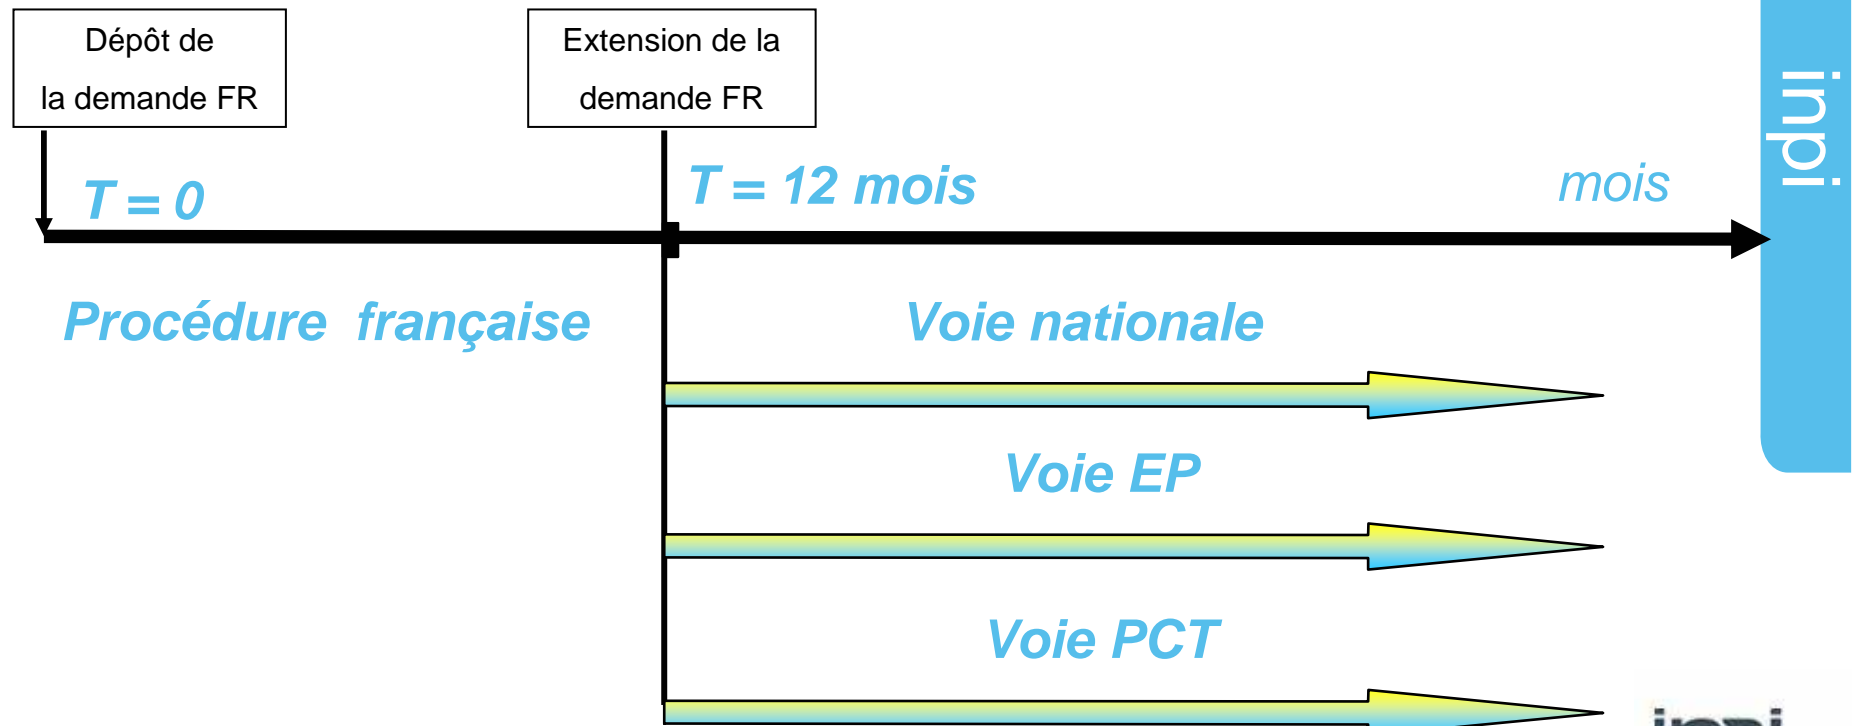 Dépôt de
la demande FR
Extension de la
demande FR
T = 0
T = 12 mois
mois
inpi
Procédure française
Voie nationale
Voie EP
Voie PCT
inpi